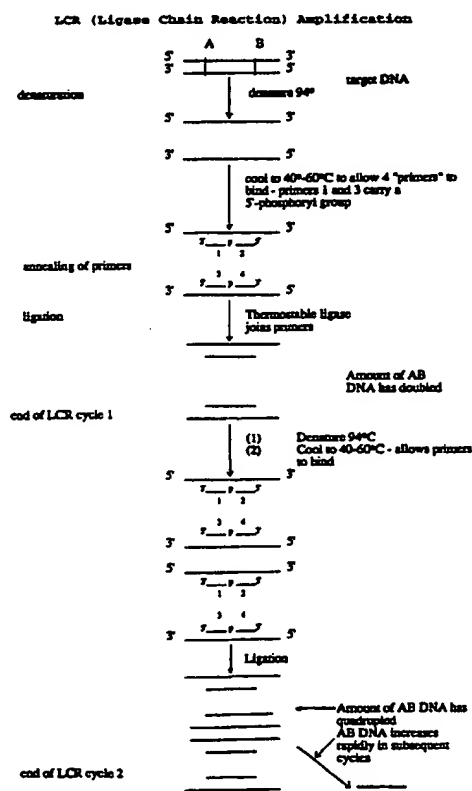 LCR (Ligase Chain Reaction) Amplification
A B
5' 3'
3' 5'
target DNA
denaturation
denature 94°
5' 3'
3' 5'
cool to 40°-60°C to allow 4 "primers" to
bind - primers 1 and 3 carry a
5'-phosphoryl group
5' 3'
3' P 5'
1 2
annealing of primers
3 4
5' P 3'
3' 5'
ligation
Thermostable ligase
joins primers
Amount of AB
DNA has doubled
end of LCR cycle 1
(1) Denature 94°C
(2) Cool to 40-60°C - allows primers
to bind
5' 3'
P
1 2
3 4
P
3' 5'
5' 3'
P
1 2
3 4
P
3' 5'
Ligation
Amount of AB DNA has
quadrupled
AB DNA increases
rapidly in subsequent
cycles
end of LCR cycle 2